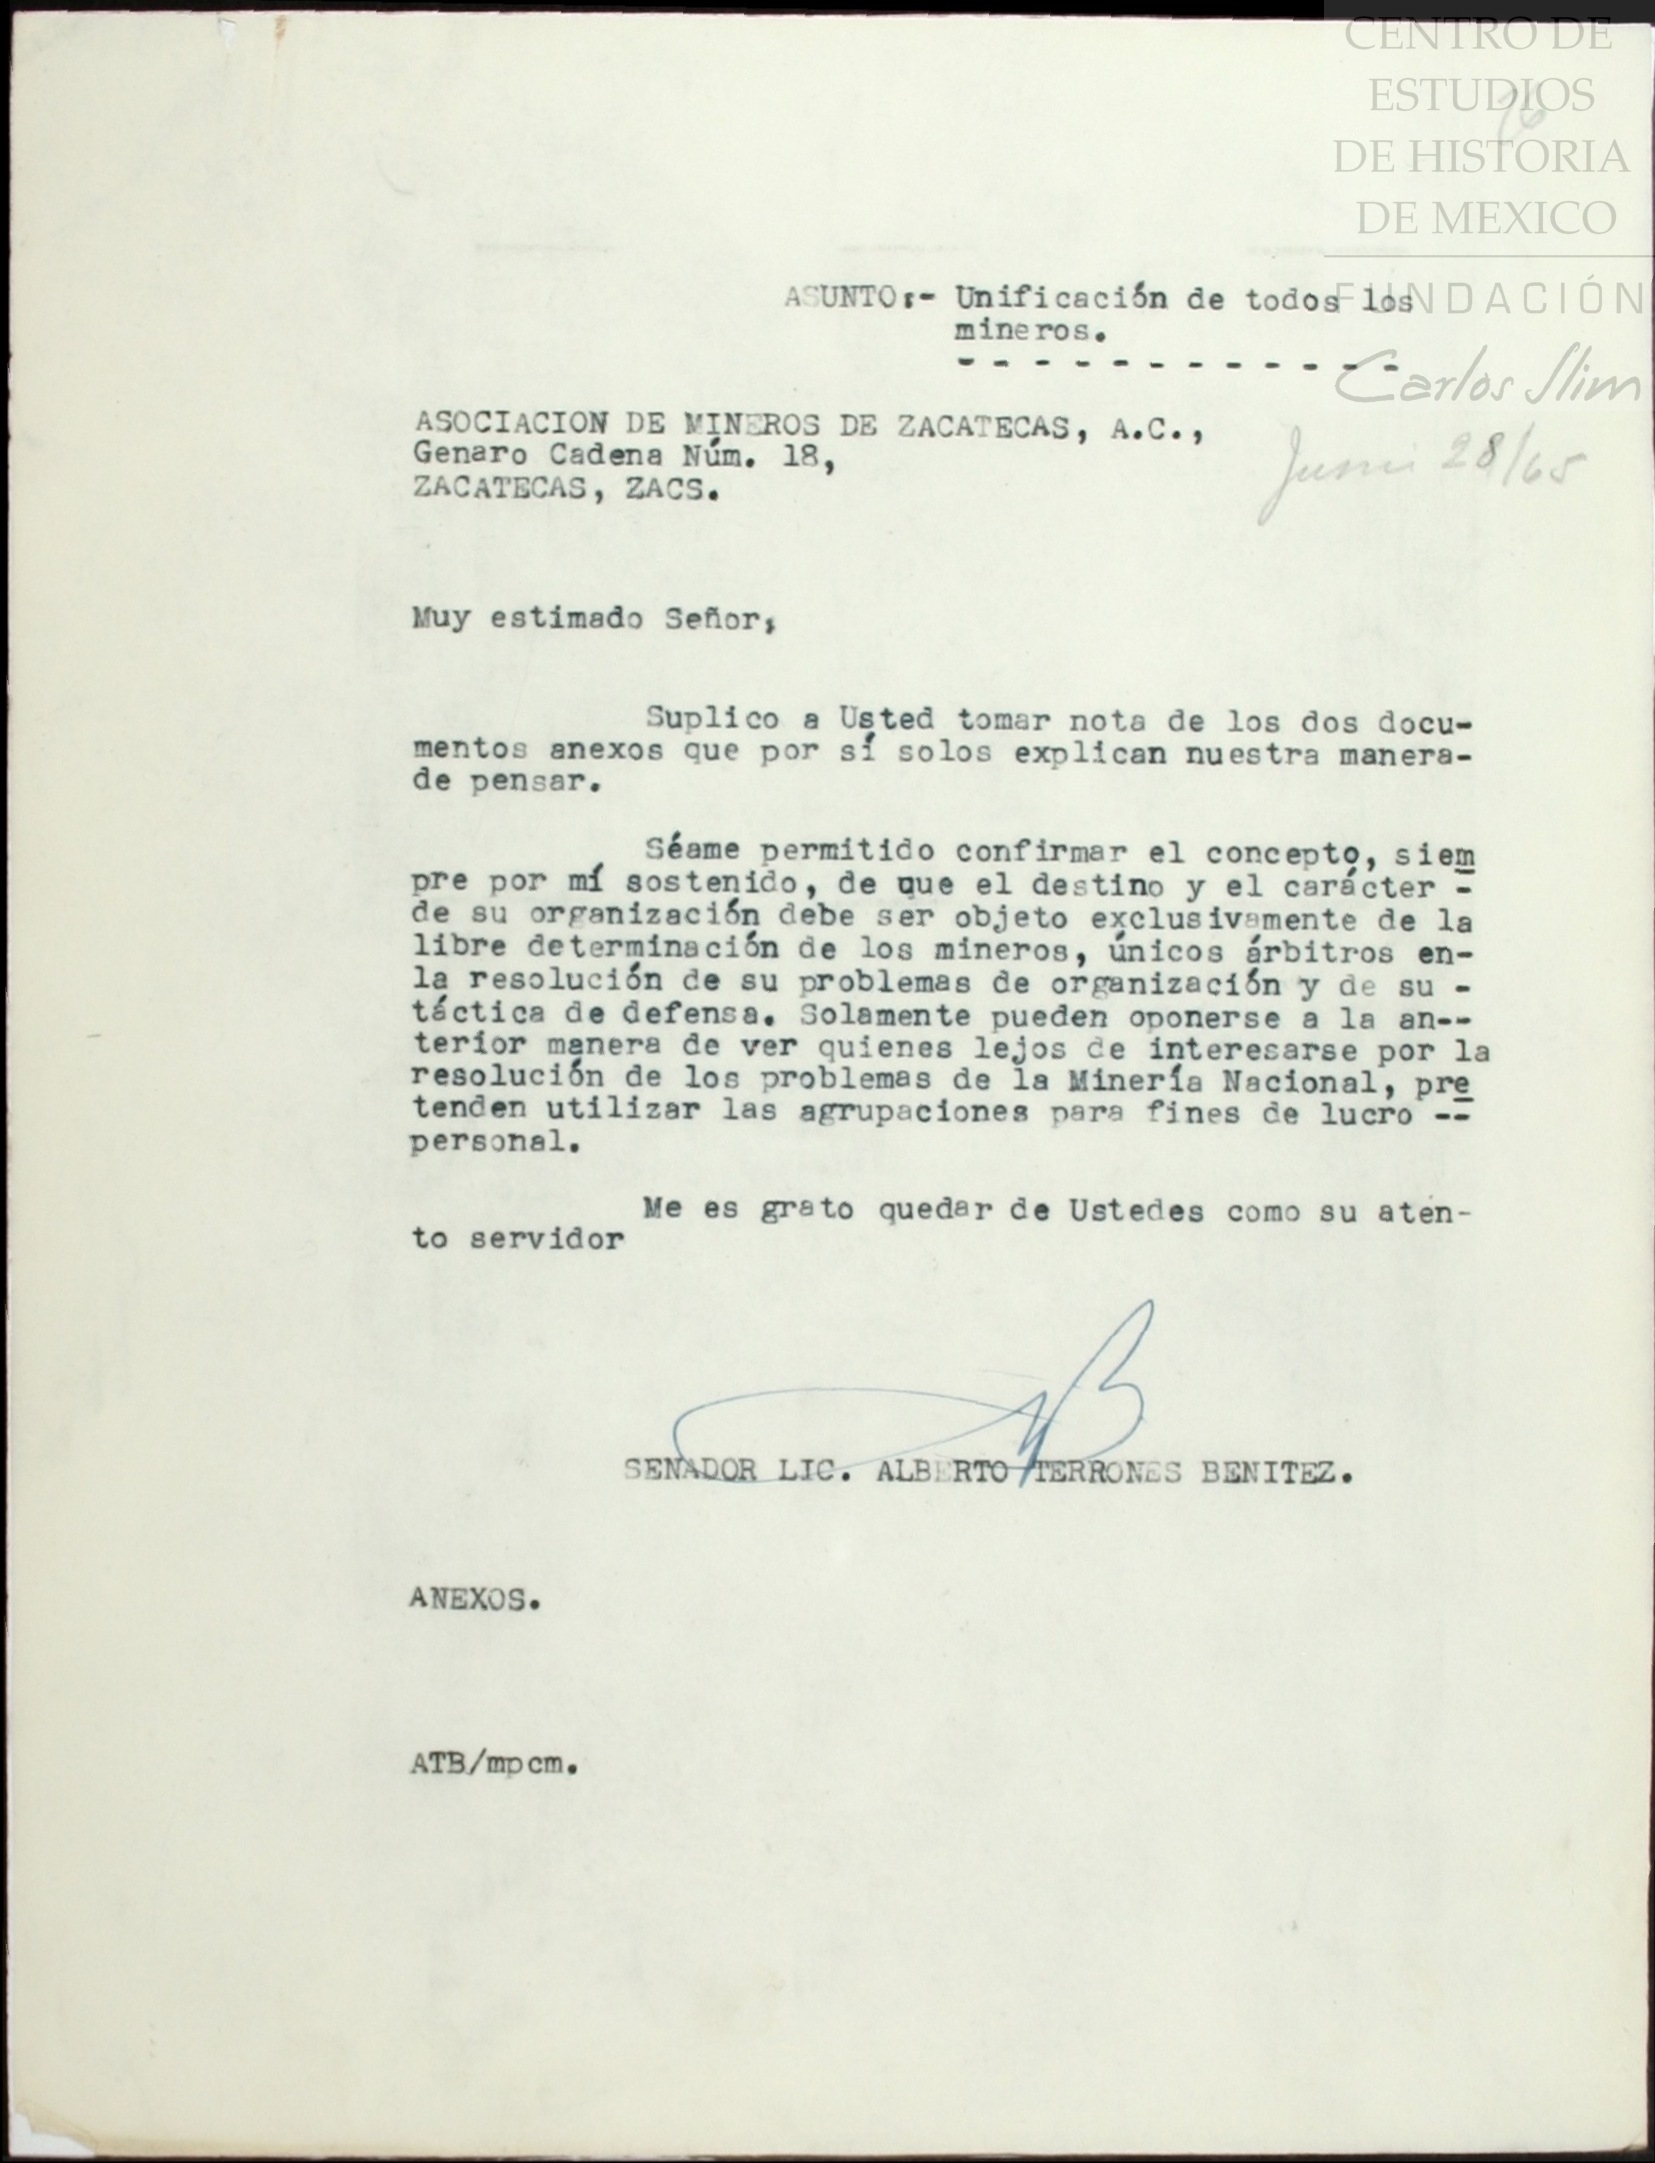 CENTRO DE
ESTUDIOS
DE HISTORIA
DE MEXICO
FUNDACIÓN
Carlos Slim
ASUNTO:- Unificación de todos los
mineros.
- - - - - - - - - - - -
ASOCIACION DE MINEROS DE ZACATECAS, A.C.,
Genaro Cadena Núm. 18,
ZACATECAS, ZACS.
28/65
Muy estimado Señor;
Suplico a Usted tomar nota de los dos docu-
mentos anexos que por sí solos explican nuestra manera-
de pensar.
Séame permitido confirmar el concepto, siem
pre por mí sostenido, de que el destino y el carácter -
de su organización debe ser objeto exclusivamente de la
libre determinación de los mineros, únicos árbitros en-
la resolución de su problemas de organización y de su -
táctica de defensa. Solamente pueden oponerse a la an--
terior manera de ver quienes lejos de interesarse por la
resolución de los problemas de la Minería Nacional, pre
tenden utilizar las agrupaciones para fines de lucro --
personal.
Me es grato quedar de Ustedes como su aten-
to servidor
SENADOR LIC. ALBERTO TERRONES BENITEZ.
ANEXOS.
ATB/mpcm.